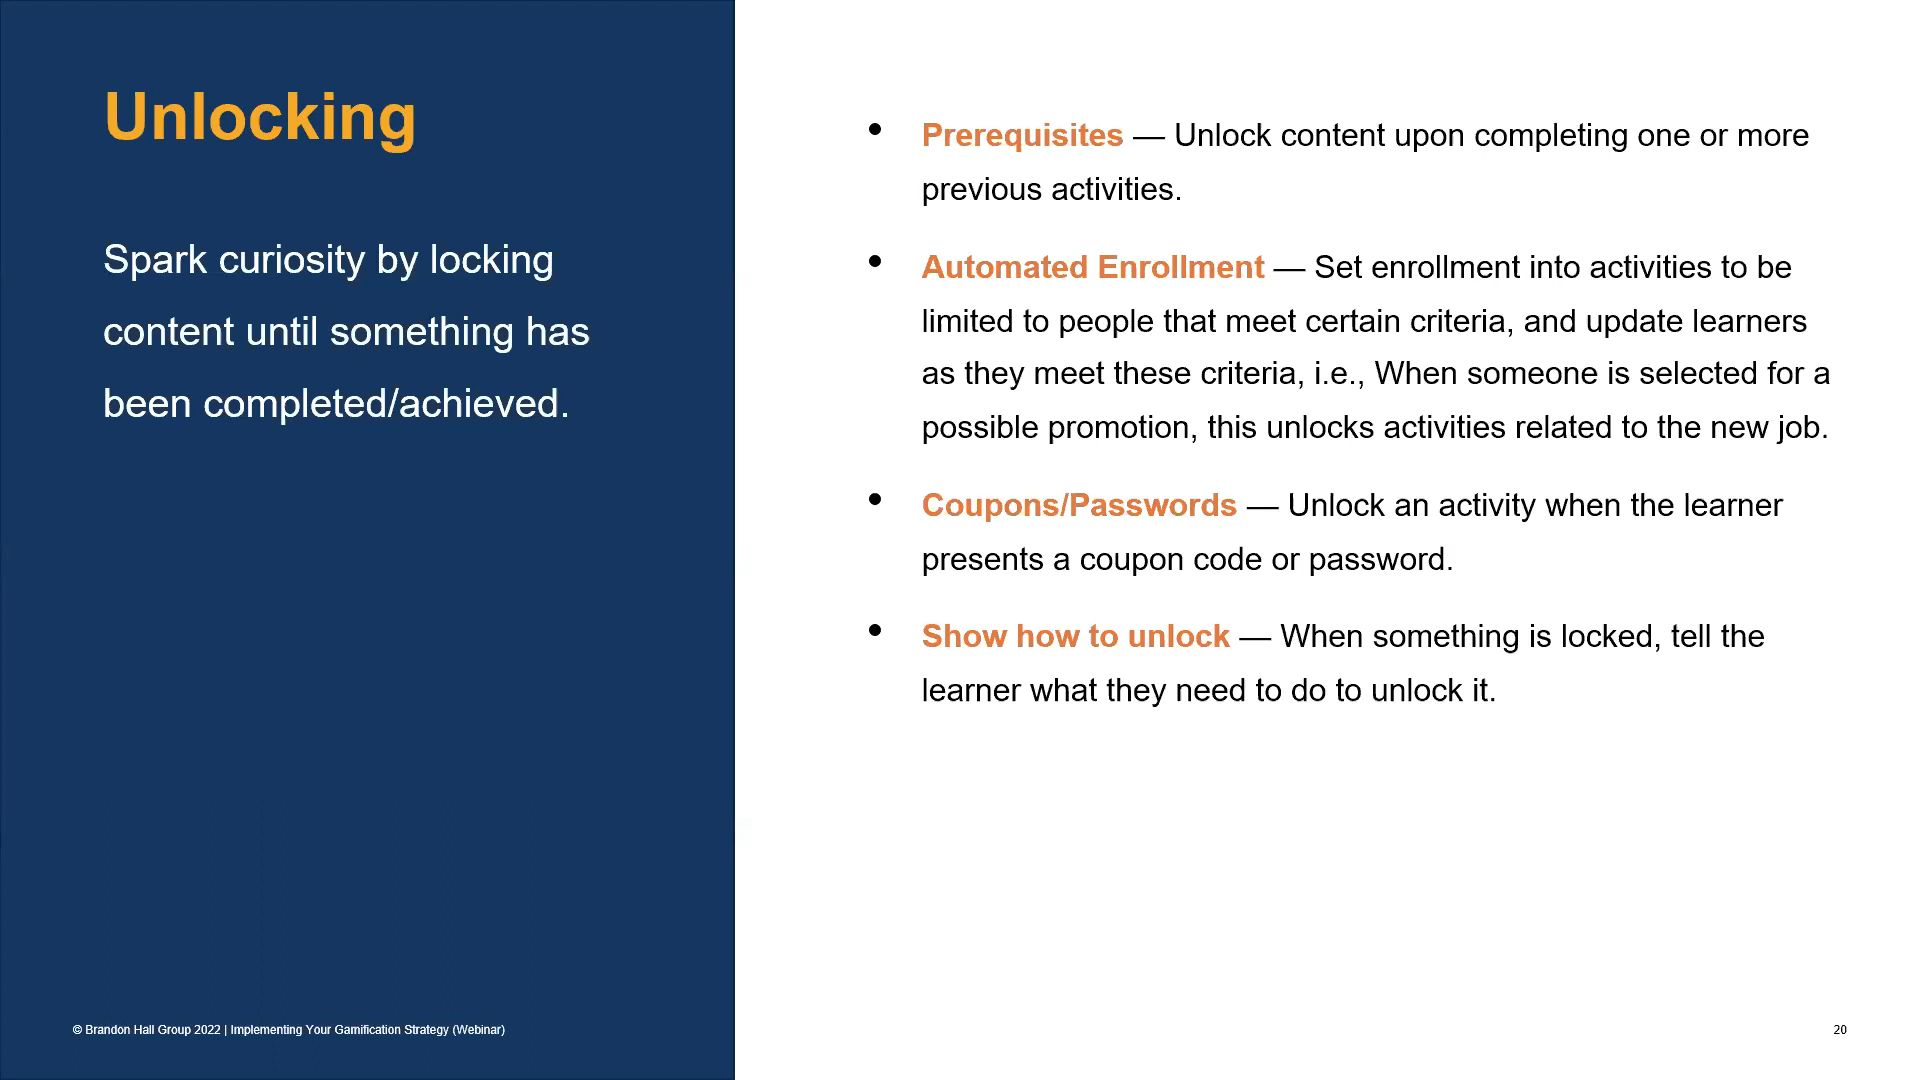 Unlocking
Spark curiosity by locking
content until something has
been completed/achieved.
• Prerequisites — Unlock content upon completing one or more
previous activities.
• Automated Enrollment — Set enrollment into activities to be
limited to people that meet certain criteria, and update learners
as they meet these criteria, i.e., When someone is selected for a
possible promotion, this unlocks activities related to the new job.
• Coupons/Passwords — Unlock an activity when the learner
presents a coupon code or password.
• Show how to unlock — When something is locked, tell the
learner what they need to do to unlock it.
© Brandon Hall Group 2022 | Implementing Your Gamification Strategy (Webinar)
20